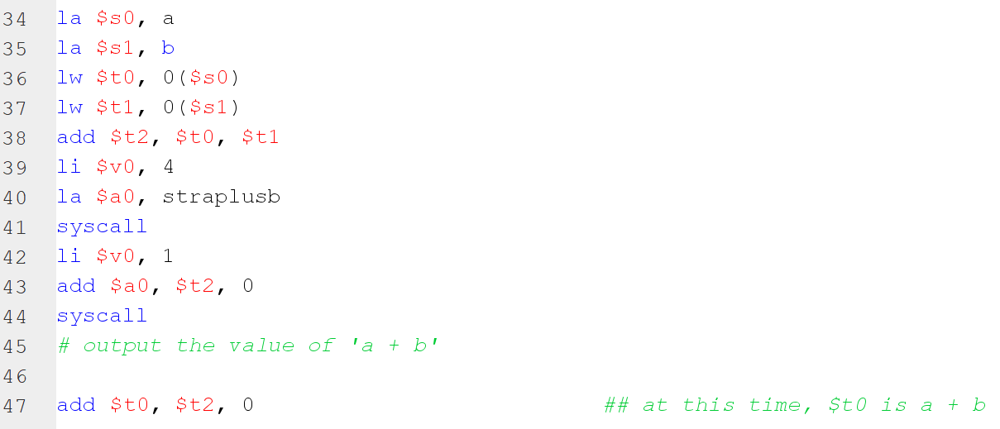 34 la $s0, a
35 la $s1, b
36 lw $t0, 0($s0)
37 lw $t1, 0($s1)
38 add $t2, $t0, $t1
39 li $v0, 4
40 la $a0, straplusb
41 syscall
42 li $v0, 1
43 add $a0, $t2, 0
44 syscall
45 # output the value of 'a + b'
46
47 add $t0, $t2, 0 ## at this time, $t0 is a + b